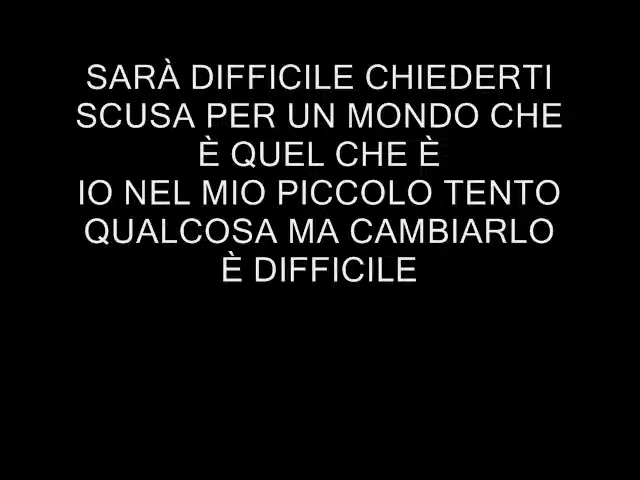 SARÀ DIFFICILE CHIEDERTI
SCUSA PER UN MONDO CHE
È QUEL CHE È
IO NEL MIO PICCOLO TENTO
QUALCOSA MA CAMBIARLO
È DIFFICILE